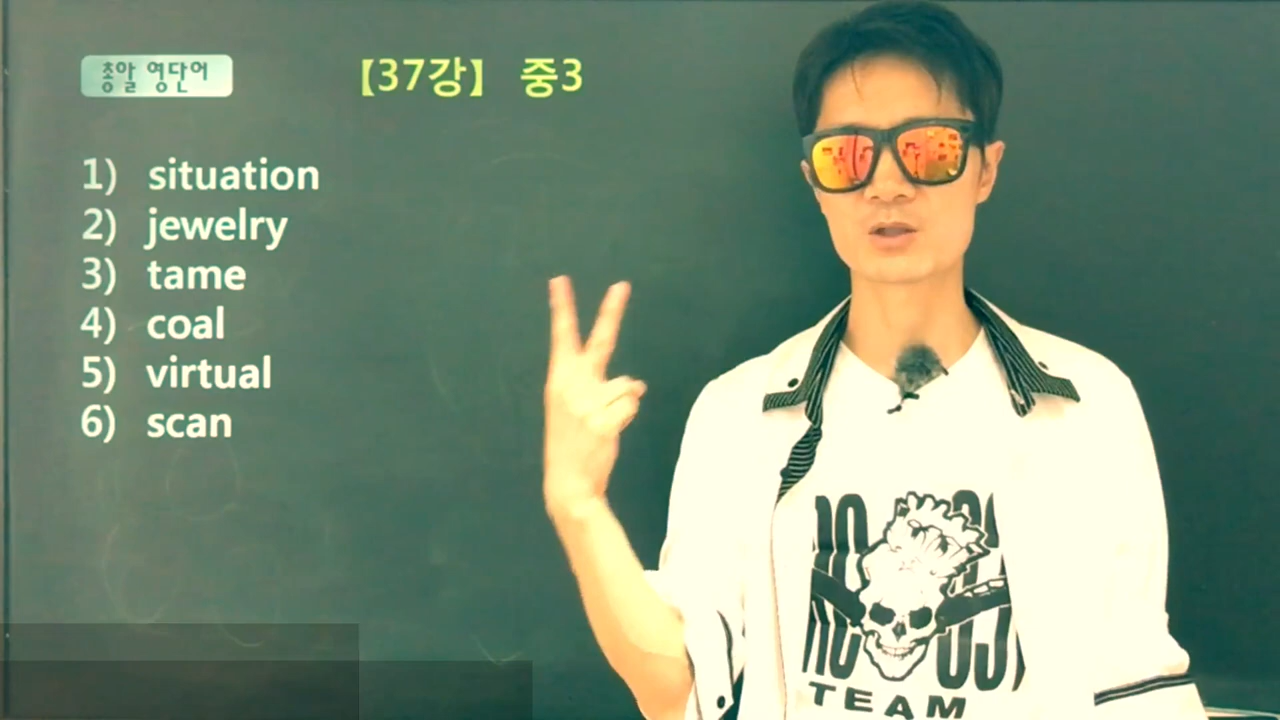 총알 영단어
【37강】 중3
1) situation
2) jewelry
3) tame
4) coal
5) virtual
6) scan
TEAM